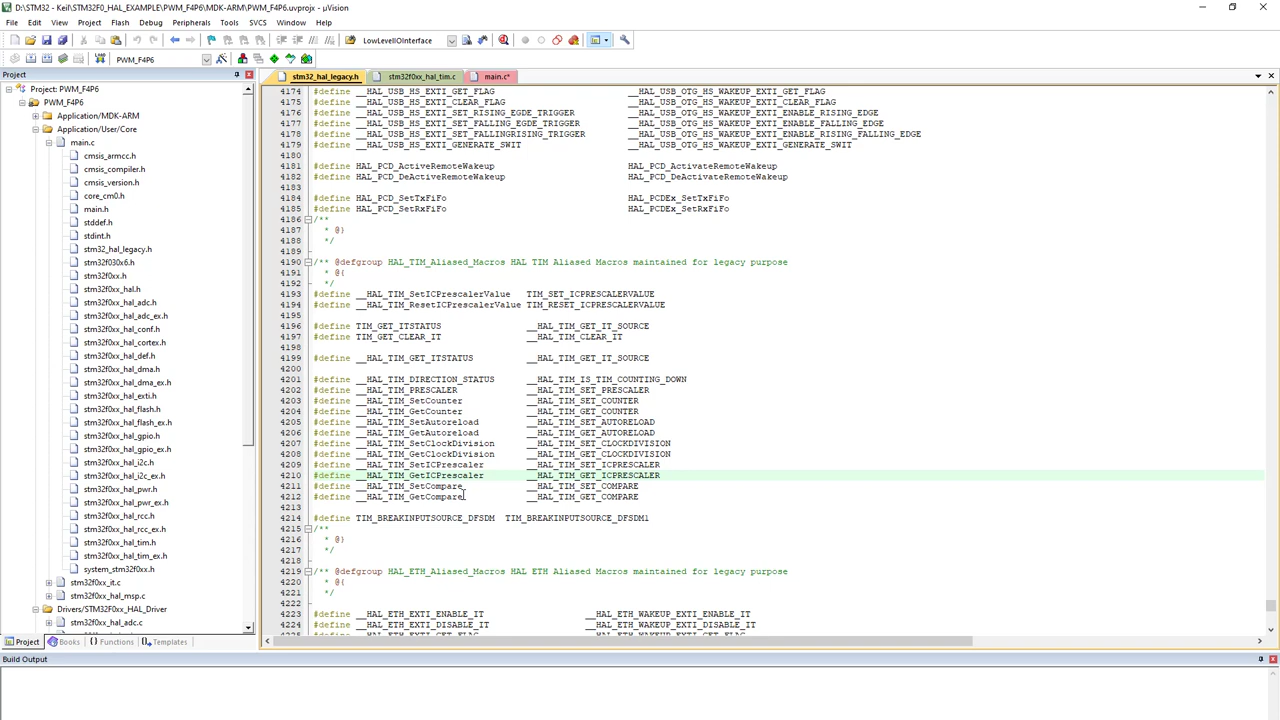 D:\STM32 - Keil\STM32F0_HAL_EXAMPLE\PWM_F4P6\MDK-ARM\PWM_F4P6.uvprojx - µVision
File Edit View Project Flash Debug Peripherals Tools SVCS Window Help
LowLevelIOInterface
LOAD PWM_F4P6
Project
Project: PWM_F4P6
PWM_F4P6
Application/MDK-ARM
Application/User/Core
main.c
cmsis_armcc.h
cmsis_compiler.h
cmsis_version.h
core_cm0.h
main.h
stddef.h
stdint.h
stm32_hal_legacy.h
stm32f030x6.h
stm32f0xx.h
stm32f0xx_hal.h
stm32f0xx_hal_adc.h
stm32f0xx_hal_adc_ex.h
stm32f0xx_hal_conf.h
stm32f0xx_hal_cortex.h
stm32f0xx_hal_def.h
stm32f0xx_hal_dma.h
stm32f0xx_hal_dma_ex.h
stm32f0xx_hal_exti.h
stm32f0xx_hal_flash.h
stm32f0xx_hal_flash_ex.h
stm32f0xx_hal_gpio.h
stm32f0xx_hal_gpio_ex.h
stm32f0xx_hal_i2c.h
stm32f0xx_hal_i2c_ex.h
stm32f0xx_hal_pwr.h
stm32f0xx_hal_pwr_ex.h
stm32f0xx_hal_rcc.h
stm32f0xx_hal_rcc_ex.h
stm32f0xx_hal_tim.h
stm32f0xx_hal_tim_ex.h
system_stm32f0xx.h
stm32f0xx_it.c
stm32f0xx_hal_msp.c
Drivers/STM32F0xx_HAL_Driver
stm32f0xx_hal_adc.c
Project Books {} Functions Templates
stm32_hal_legacy.h stm32f0xx_hal_tim.c main.c*
4174 #define __HAL_USB_HS_EXTI_GET_FLAG __HAL_USB_OTG_HS_WAKEUP_EXTI_GET_FLAG
4175 #define __HAL_USB_HS_EXTI_CLEAR_FLAG __HAL_USB_OTG_HS_WAKEUP_EXTI_CLEAR_FLAG
4176 #define __HAL_USB_HS_EXTI_SET_RISING_EGDE_TRIGGER __HAL_USB_OTG_HS_WAKEUP_EXTI_ENABLE_RISING_EDGE
4177 #define __HAL_USB_HS_EXTI_SET_FALLING_EGDE_TRIGGER __HAL_USB_OTG_HS_WAKEUP_EXTI_ENABLE_FALLING_EDGE
4178 #define __HAL_USB_HS_EXTI_SET_FALLINGRISING_TRIGGER __HAL_USB_OTG_HS_WAKEUP_EXTI_ENABLE_RISING_FALLING_EDGE
4179 #define __HAL_USB_HS_EXTI_GENERATE_SWIT __HAL_USB_OTG_HS_WAKEUP_EXTI_GENERATE_SWIT
4180
4181 #define HAL_PCD_ActiveRemoteWakeup HAL_PCD_ActivateRemoteWakeup
4182 #define HAL_PCD_DeActiveRemoteWakeup HAL_PCD_DeActivateRemoteWakeup
4183
4184 #define HAL_PCD_SetTxFiFo HAL_PCDEx_SetTxFiFo
4185 #define HAL_PCD_SetRxFiFo HAL_PCDEx_SetRxFiFo
4186 /**
4187 * @}
4188 */
4189
4190 /** @defgroup HAL_TIM_Aliased_Macros HAL TIM Aliased Macros maintained for legacy purpose
4191 * @{
4192 */
4193 #define __HAL_TIM_SetICPrescalerValue TIM_SET_ICPRESCALERVALUE
4194 #define __HAL_TIM_ResetICPrescalerValue TIM_RESET_ICPRESCALERVALUE
4195
4196 #define TIM_GET_ITSTATUS __HAL_TIM_GET_IT_SOURCE
4197 #define TIM_GET_CLEAR_IT __HAL_TIM_CLEAR_IT
4198
4199 #define __HAL_TIM_GET_ITSTATUS __HAL_TIM_GET_IT_SOURCE
4200
4201 #define __HAL_TIM_DIRECTION_STATUS __HAL_TIM_IS_TIM_COUNTING_DOWN
4202 #define __HAL_TIM_PRESCALER __HAL_TIM_SET_PRESCALER
4203 #define __HAL_TIM_SetCounter __HAL_TIM_SET_COUNTER
4204 #define __HAL_TIM_GetCounter __HAL_TIM_GET_COUNTER
4205 #define __HAL_TIM_SetAutoreload __HAL_TIM_SET_AUTORELOAD
4206 #define __HAL_TIM_GetAutoreload __HAL_TIM_GET_AUTORELOAD
4207 #define __HAL_TIM_SetClockDivision __HAL_TIM_SET_CLOCKDIVISION
4208 #define __HAL_TIM_GetClockDivision __HAL_TIM_GET_CLOCKDIVISION
4209 #define __HAL_TIM_SetICPrescaler __HAL_TIM_SET_ICPRESCALER
4210 #define __HAL_TIM_GetICPrescaler __HAL_TIM_GET_ICPRESCALER
4211 #define __HAL_TIM_SetCompare __HAL_TIM_SET_COMPARE
4212 #define __HAL_TIM_GetCompare __HAL_TIM_GET_COMPARE
4213
4214 #define TIM_BREAKINPUTSOURCE_DFSDM TIM_BREAKINPUTSOURCE_DFSDM1
4215 /**
4216 * @}
4217 */
4218
4219 /** @defgroup HAL_ETH_Aliased_Macros HAL ETH Aliased Macros maintained for legacy purpose
4220 * @{
4221 */
4222
4223 #define __HAL_ETH_EXTI_ENABLE_IT __HAL_ETH_WAKEUP_EXTI_ENABLE_IT
4224 #define __HAL_ETH_EXTI_DISABLE_IT __HAL_ETH_WAKEUP_EXTI_DISABLE_IT
Build Output